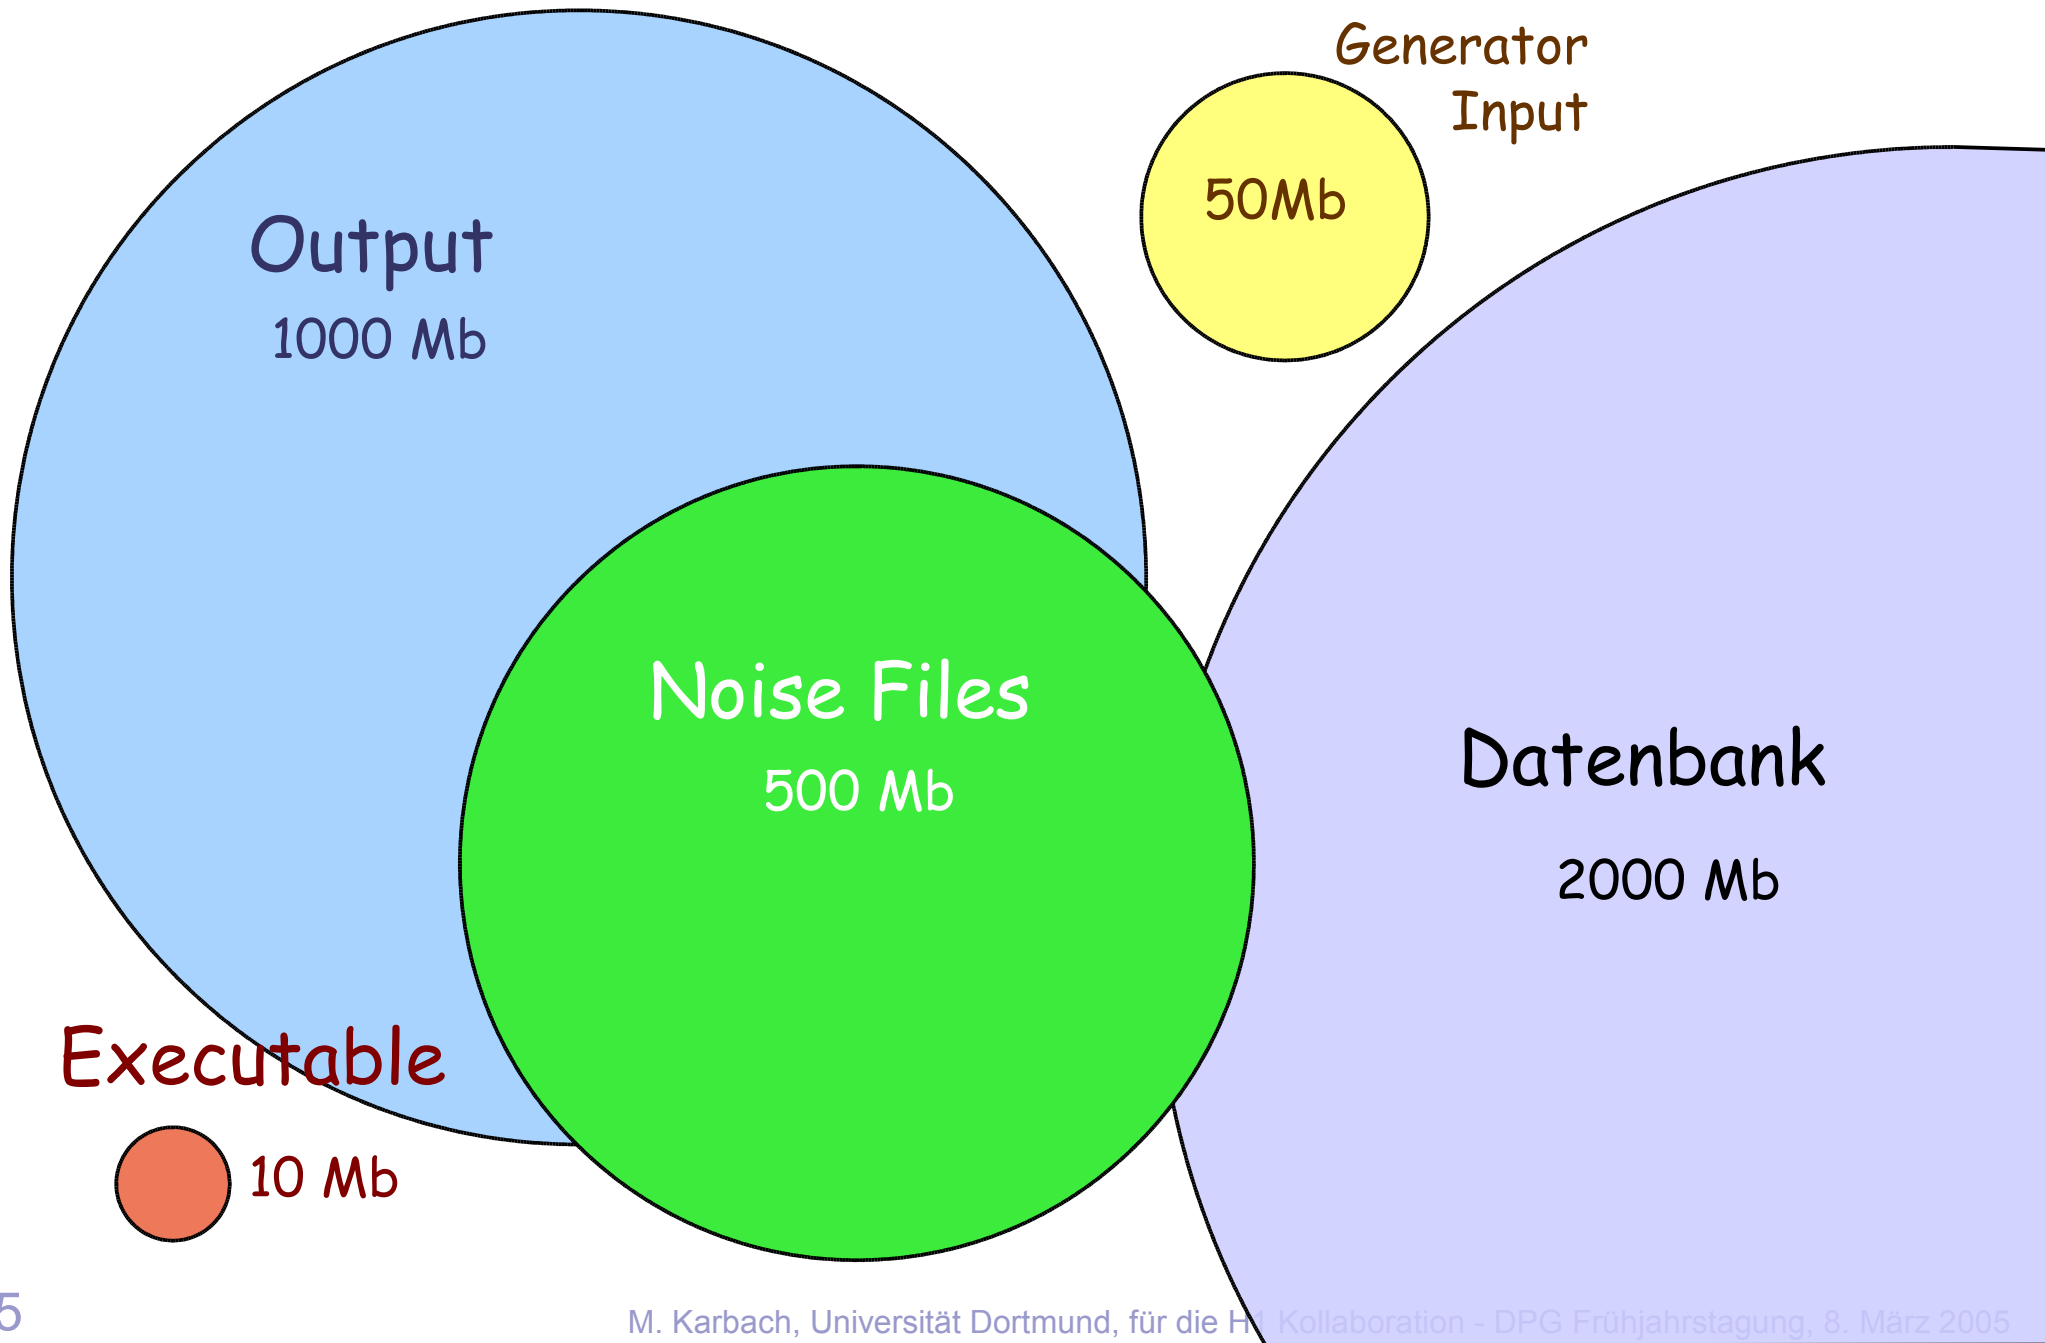 Generator
Input
50Mb
Output
1000 Mb
Noise Files
500 Mb
Datenbank
2000 Mb
Executable
10 Mb
5
M. Karbach, Universität Dortmund, für die H1 Kollaboration - DPG Frühjahrstagung, 8. März 2005